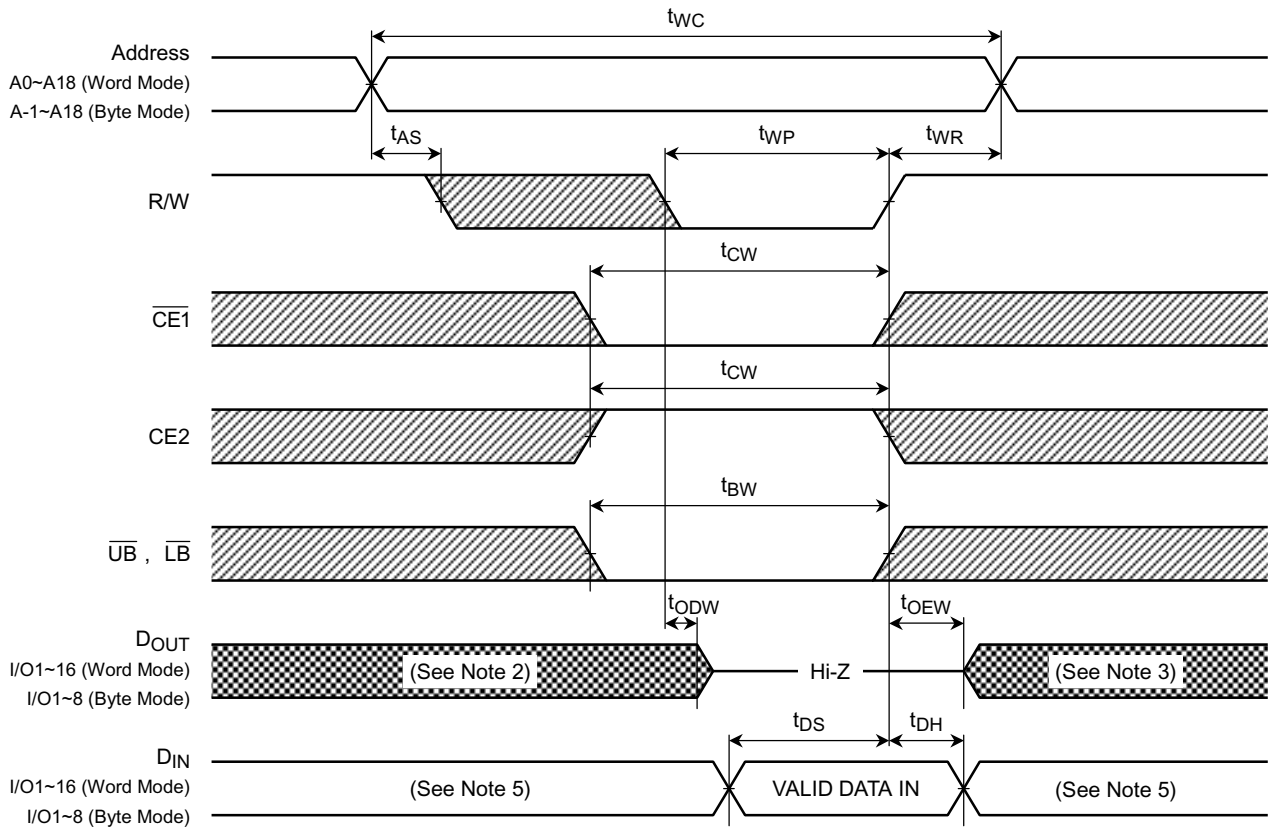 tWC
Address
A0~A18 (Word Mode)
A-1~A18 (Byte Mode)
tAS
tWP
tWR
R/W
tCW
CE1
tCW
CE2
tBW
UB , LB
tODW
tOEW
DOUT
I/O1~16 (Word Mode)
I/O1~8 (Byte Mode)
(See Note 2)
Hi-Z
(See Note 3)
tDS
tDH
DIN
I/O1~16 (Word Mode)
I/O1~8 (Byte Mode)
(See Note 5)
VALID DATA IN
(See Note 5)